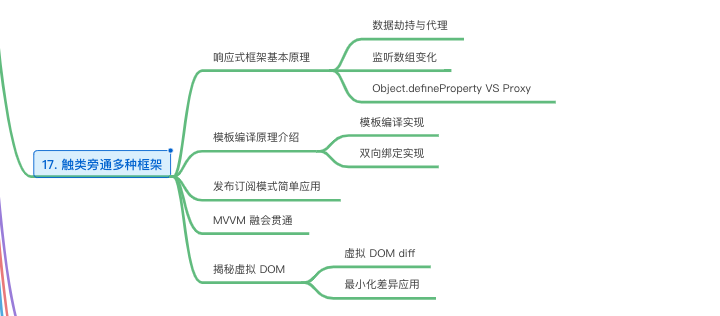 17. 触类旁通多种框架
响应式框架基本原理
数据劫持与代理
监听数组变化
Object.defineProperty VS Proxy
模板编译原理介绍
模板编译实现
双向绑定实现
发布订阅模式简单应用
MVVM 融会贯通
揭秘虚拟 DOM
虚拟 DOM diff
最小化差异应用